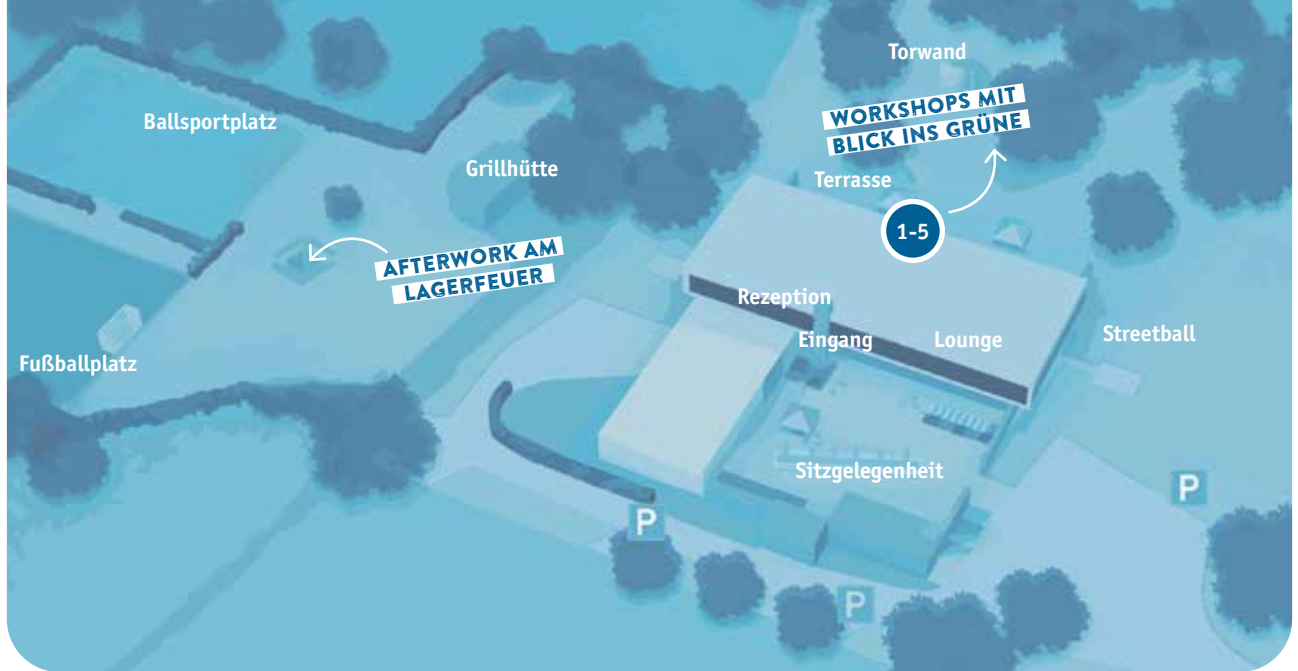 Torwand
WORKSHOPS MIT
BLICK INS GRÜNE
Ballsportplatz
Grillhütte
Terrasse
1-5
AFTERWORK AM
LAGERFEUER
Rezeption
Eingang
Lounge
Streetball
Fußballplatz
Sitzgelegenheit
P
P
P